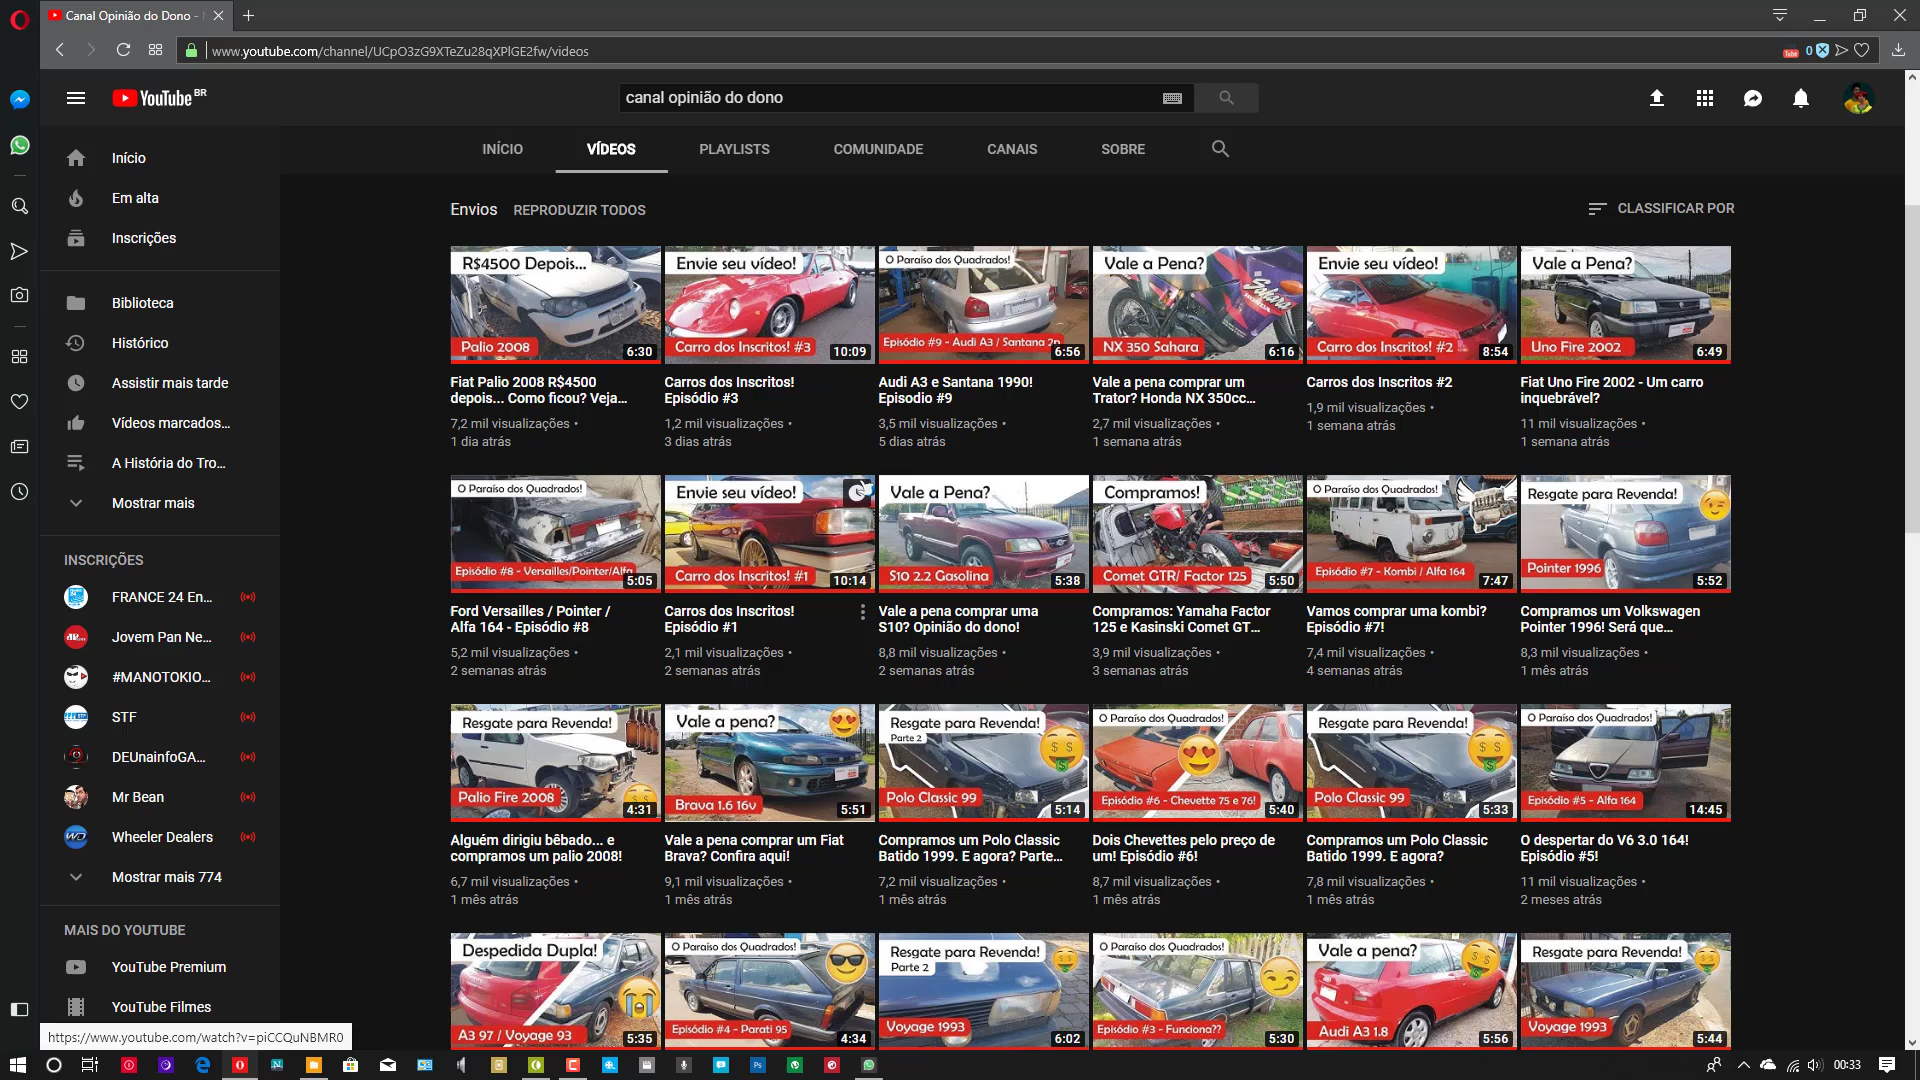 Canal Opinião do Dono -
www.youtube.com/channel/UCpO3zG9XTeZu28qXPlGE2fw/videos
0
YouTube BR
canal opinião do dono
INÍCIO
VÍDEOS
PLAYLISTS
COMUNIDADE
CANAIS
SOBRE
Início
Em alta
Inscrições
Biblioteca
Histórico
Assistir mais tarde
Vídeos marcados...
A História do Tro...
Mostrar mais
INSCRIÇÕES
FRANCE 24 En...
Jovem Pan Ne...
#MANOTOKIO...
STF
DEUnainfoGA...
Mr Bean
Wheeler Dealers
Mostrar mais 774
MAIS DO YOUTUBE
YouTube Premium
YouTube Filmes
https://www.youtube.com/watch?v=piCCQuNBMR0
Envios
REPRODUZIR TODOS
CLASSIFICAR POR
R$4500 Depois...
Palio 2008
6:30
Fiat Palio 2008 R$4500
depois... Como ficou? Veja...
7,2 mil visualizações •
1 dia atrás
Envie seu vídeo!
Carro dos Inscritos! #3
10:09
Carros dos Inscritos!
Episódio #3
1,2 mil visualizações •
3 dias atrás
O Paraíso dos Quadrados!
Episódio #9 - Audi A3 / Santana 2p
6:56
Audi A3 e Santana 1990!
Episodio #9
3,5 mil visualizações •
5 dias atrás
Vale a Pena?
Sahara
HONDA
NX 350 Sahara
6:16
Vale a pena comprar um
Trator? Honda NX 350cc...
2,7 mil visualizações •
1 semana atrás
Envie seu vídeo!
Carro dos Inscritos! #2
8:54
Carros dos Inscritos #2
1,9 mil visualizações •
1 semana atrás
Vale a Pena?
Uno Fire 2002
6:49
Fiat Uno Fire 2002 - Um carro
inquebrável?
11 mil visualizações •
1 semana atrás
O Paraíso dos Quadrados!
Episódio #8 - Versailles/Pointer/Alfa
5:05
Ford Versailles / Pointer /
Alfa 164 - Episódio #8
5,2 mil visualizações •
2 semanas atrás
Envie seu vídeo!
Carro dos Inscritos! #1
10:14
Carros dos Inscritos!
Episódio #1
2,1 mil visualizações •
2 semanas atrás
Vale a Pena?
S10 2.2 Gasolina
5:38
Vale a pena comprar uma
S10? Opinião do dono!
8,8 mil visualizações •
2 semanas atrás
Compramos!
Comet GTR/ Factor 125
5:50
Compramos: Yamaha Factor
125 e Kasinski Comet GT...
3,9 mil visualizações •
3 semanas atrás
O Paraíso dos Quadrados!
Episódio #7 - Kombi / Alfa 164
7:47
Vamos comprar uma kombi?
Episódio #7!
7,4 mil visualizações •
4 semanas atrás
Resgate para Revenda!
Pointer 1996
5:52
Compramos um Volkswagen
Pointer 1996! Será que...
8,3 mil visualizações •
1 mês atrás
Resgate para Revenda!
Palio Fire 2008
4:31
Alguém dirigiu bêbado... e
compramos um palio 2008!
6,7 mil visualizações •
1 mês atrás
Vale a pena?
Brava 1.6 16v
5:51
Vale a pena comprar um Fiat
Brava? Confira aqui!
9,1 mil visualizações •
1 mês atrás
Resgate para Revenda!
Parte 2
Polo Classic 99
5:14
Compramos um Polo Classic
Batido 1999. E agora? Parte...
7,2 mil visualizações •
1 mês atrás
O Paraíso dos Quadrados!
Episódio #6 - Chevette 75 e 76!
5:40
Dois Chevettes pelo preço de
um! Episódio #6!
8,7 mil visualizações •
1 mês atrás
Resgate para Revenda!
Polo Classic 99
5:33
Compramos um Polo Classic
Batido 1999. E agora?
7,8 mil visualizações •
1 mês atrás
O Paraíso dos Quadrados!
Episódio #5 - Alfa 164
14:45
O despertar do V6 3.0 164!
Episódio #5!
11 mil visualizações •
2 meses atrás
Despedida Dupla!
A3 97 / Voyage 93
5:35
O Paraíso dos Quadrados!
Episódio #4 - Parati 95
4:34
Resgate para Revenda!
Parte 2
Voyage 1993
6:02
O Paraíso dos Quadrados!
Episódio #3 - Funciona??
5:30
Vale a pena?
Audi A3 1.8
5:56
Resgate para Revenda!
Voyage 1993
5:44
00:33